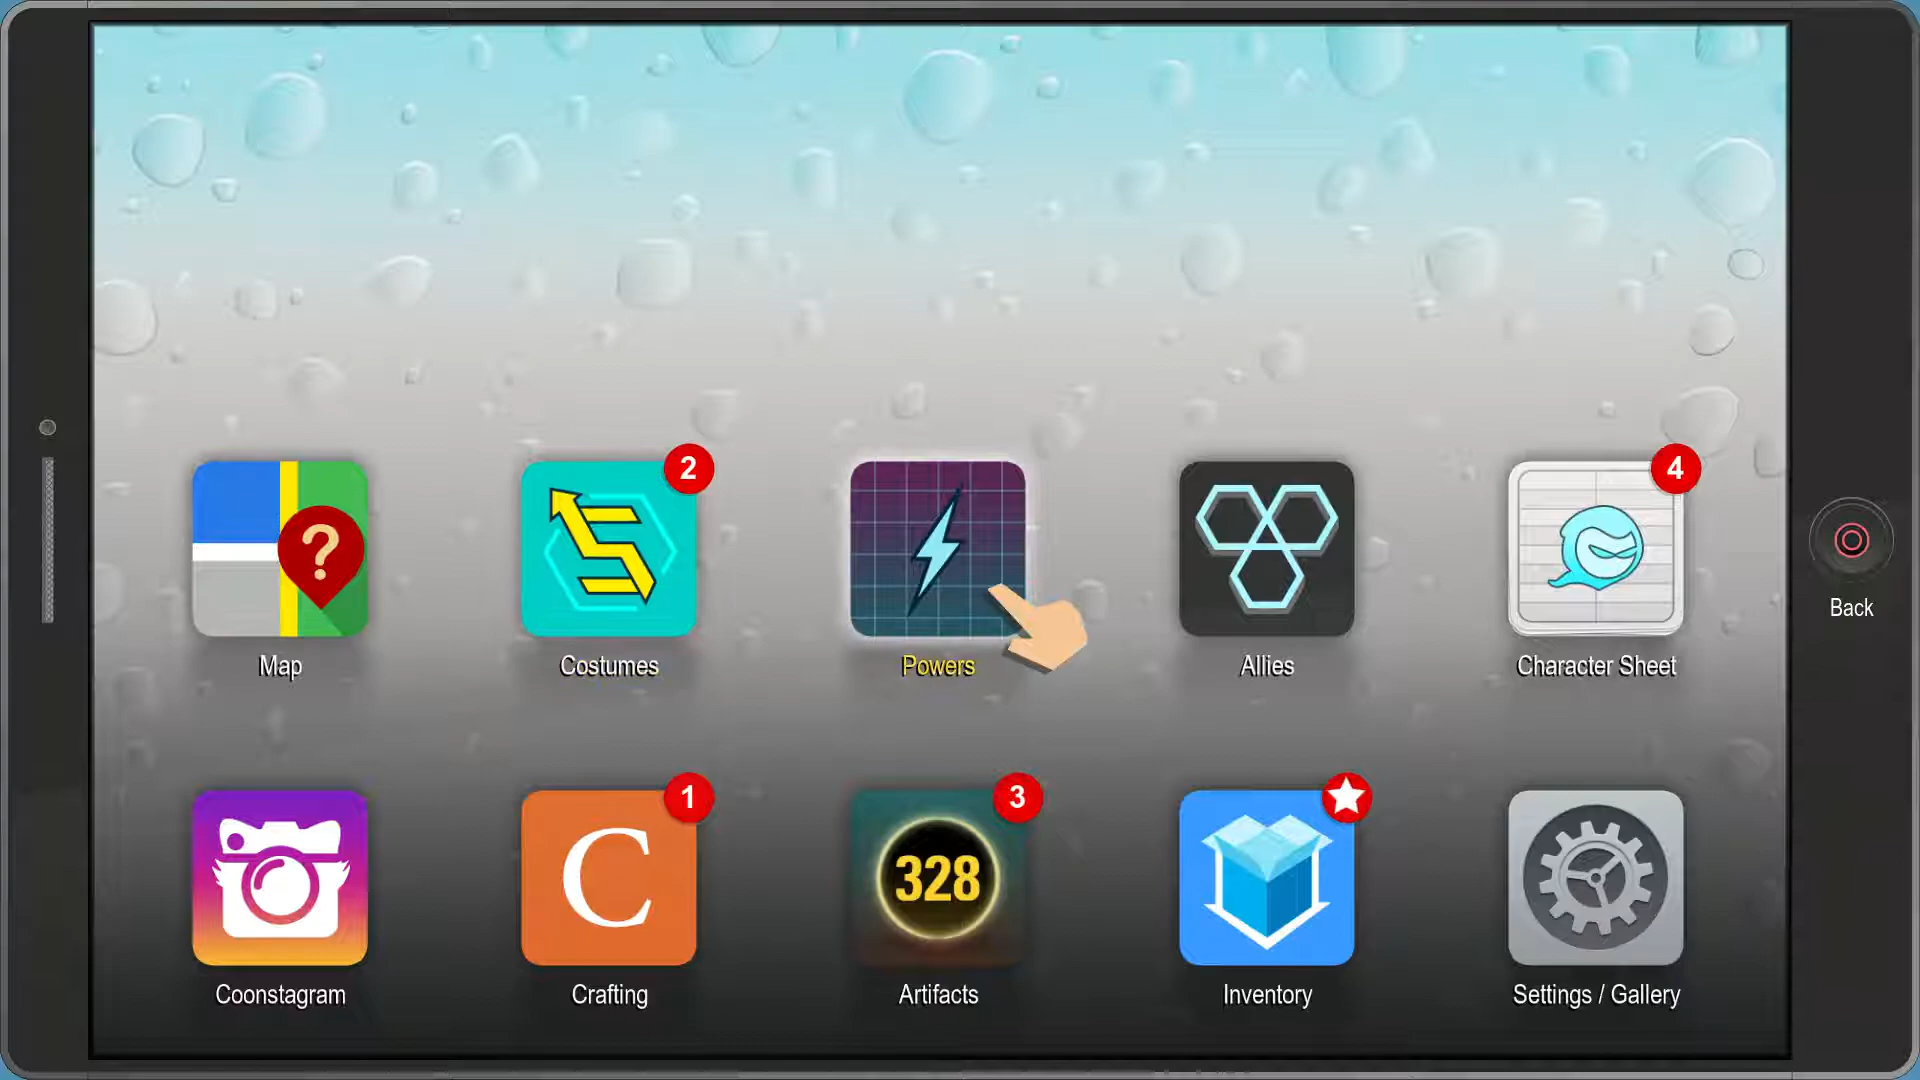 ?
2
4
Map
Costumes
Powers
Allies
Character Sheet
Back
1
3
C
328
Coonstagram
Crafting
Artifacts
Inventory
Settings / Gallery